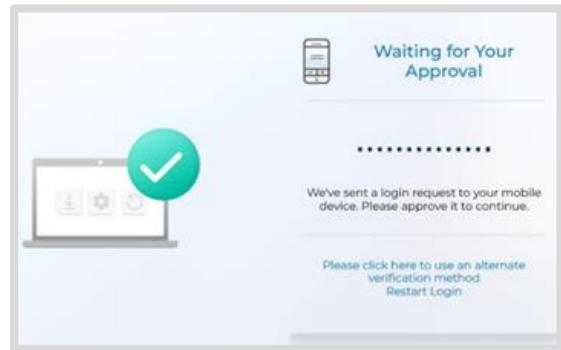 Waiting for Your
Approval
We've sent a login request to your mobile
device. Please approve it to continue.
Please click here to use an alternate
verification method
Restart Login